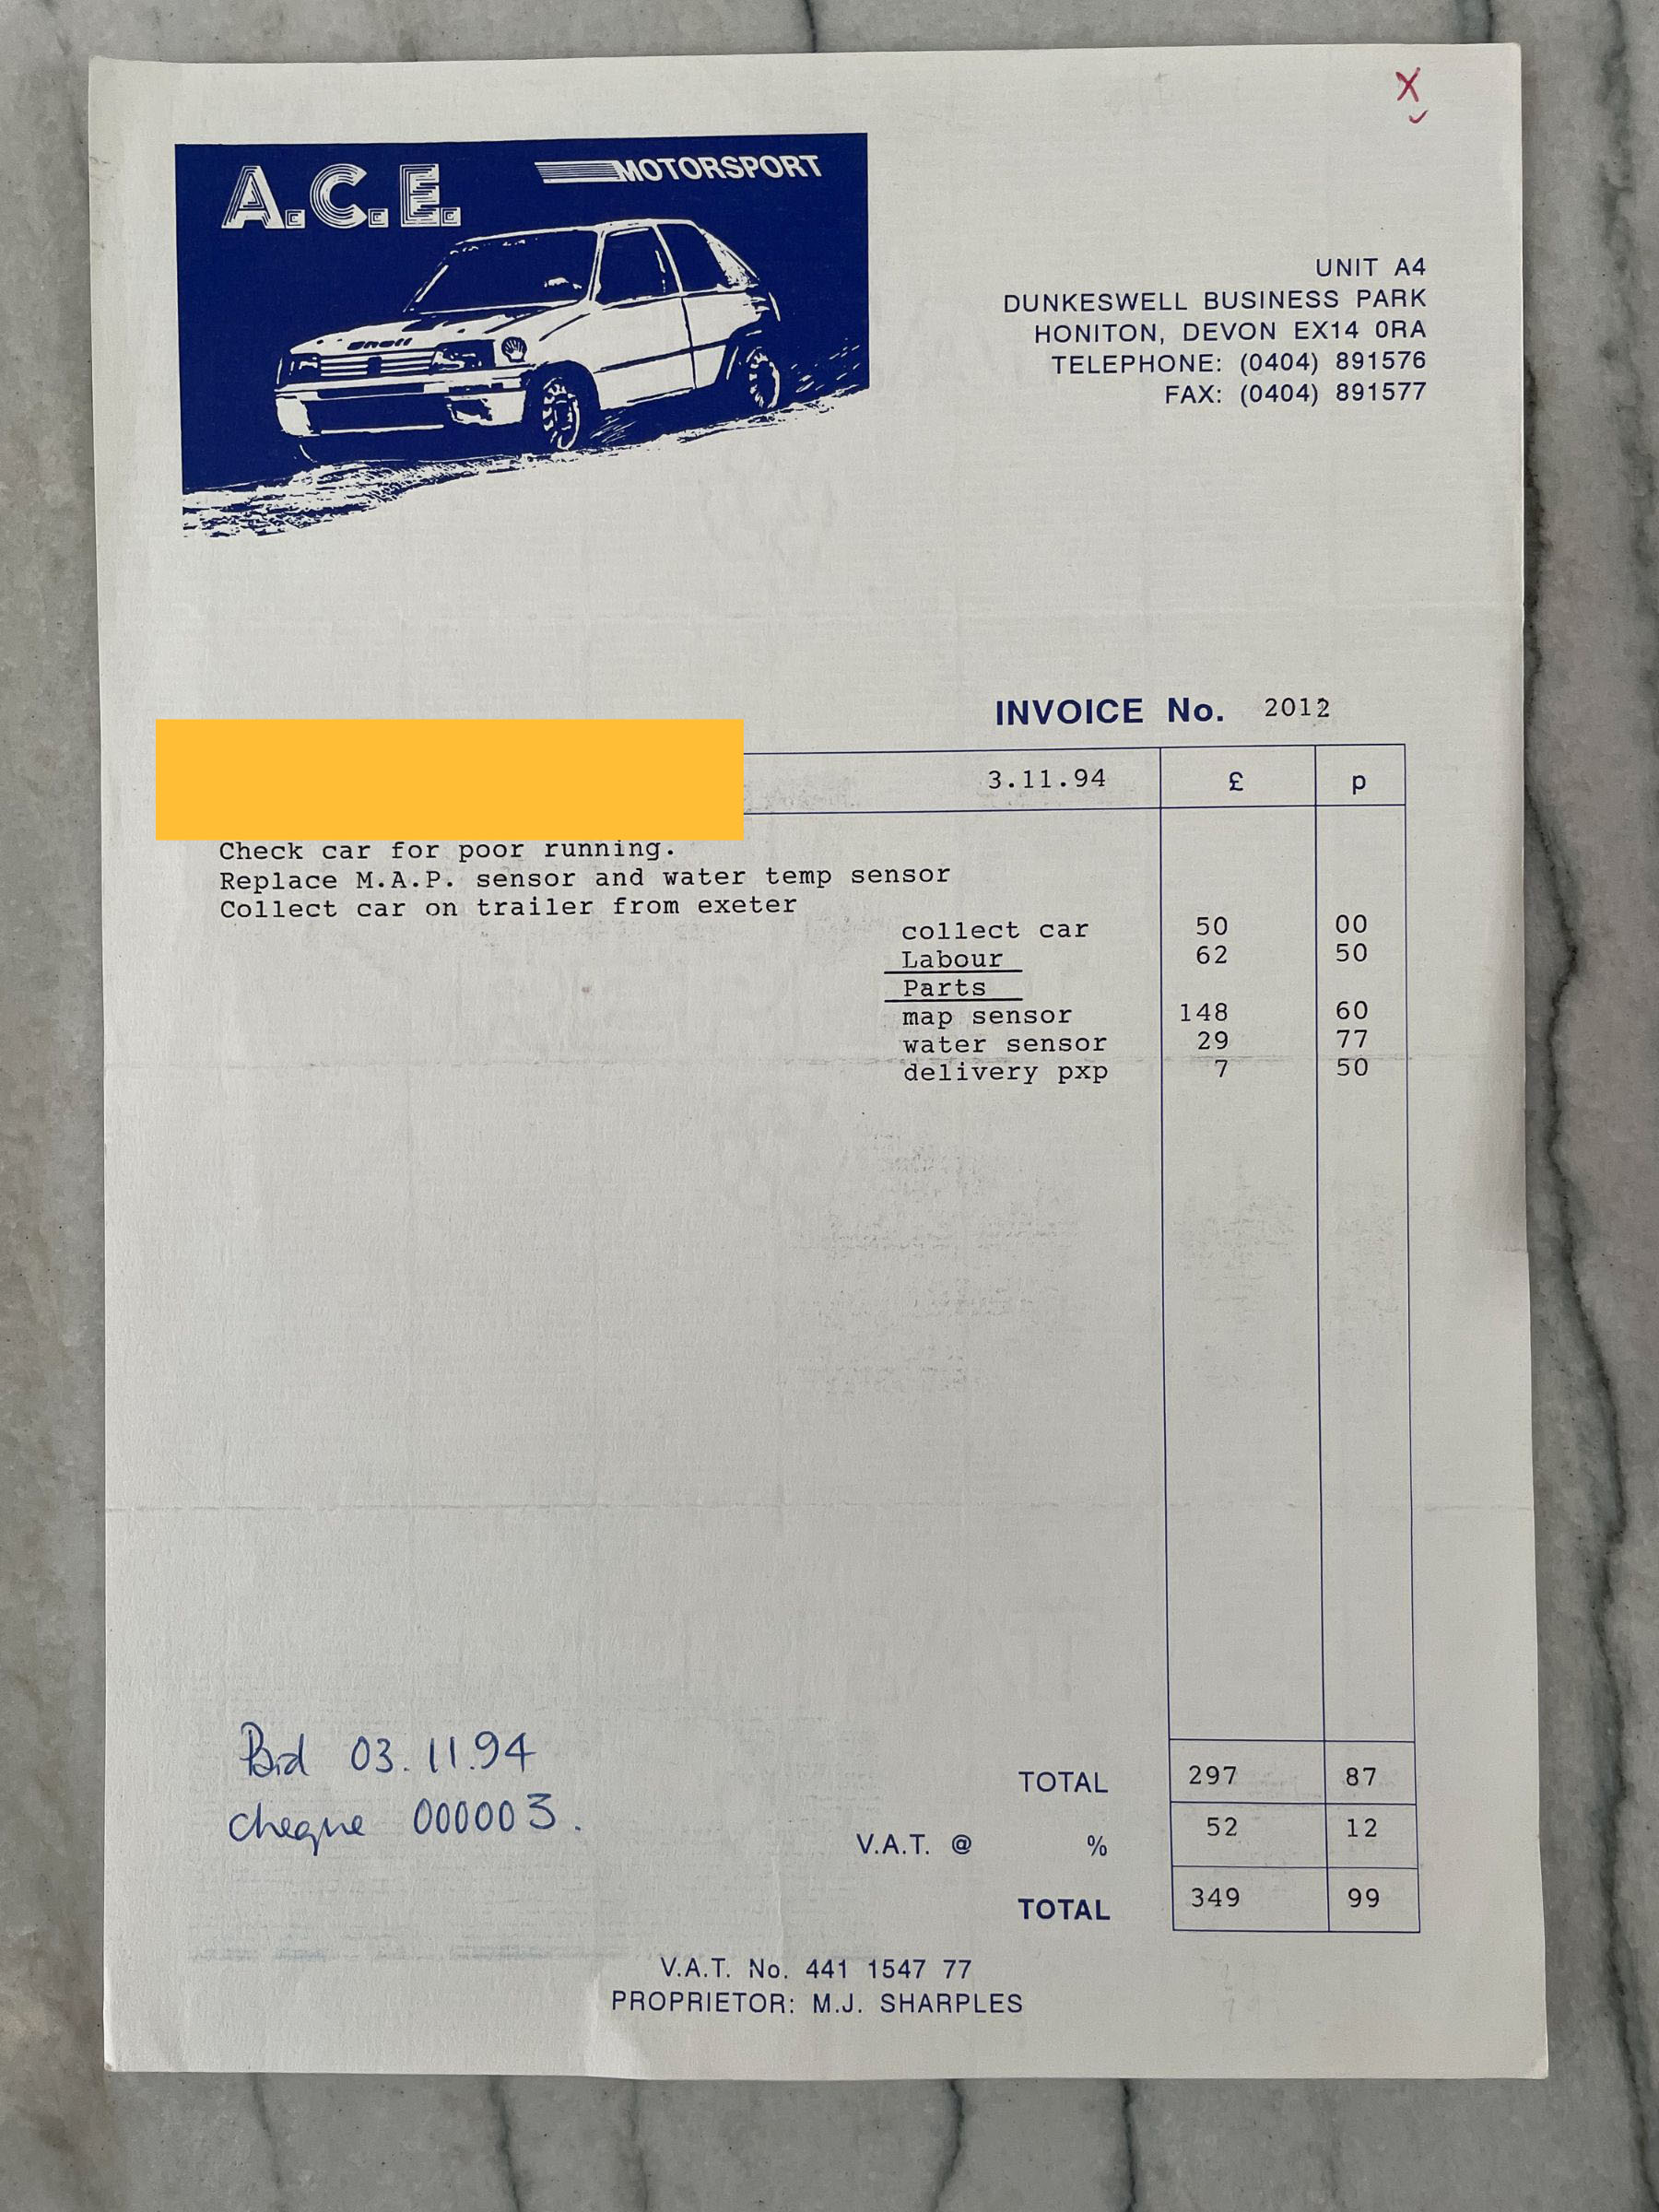 X
A.C.E. MOTORSPORT
Shell
UNIT A4
DUNKESWELL BUSINESS PARK
HONITON, DEVON EX14 0RA
TELEPHONE: (0404) 891576
FAX: (0404) 891577
INVOICE No. 2012
3.11.94 £ p
Check car for poor running.
Replace M.A.P. sensor and water temp sensor
Collect car on trailer from exeter
collect car 50 00
Labour 62 50
Parts
map sensor 148 60
water sensor 29 77
delivery pxp 7 50
Paid 03.11.94
cheque 000003.
TOTAL 297 87
V.A.T. @ % 52 12
TOTAL 349 99
V.A.T. No. 441 1547 77
PROPRIETOR: M.J. SHARPLES